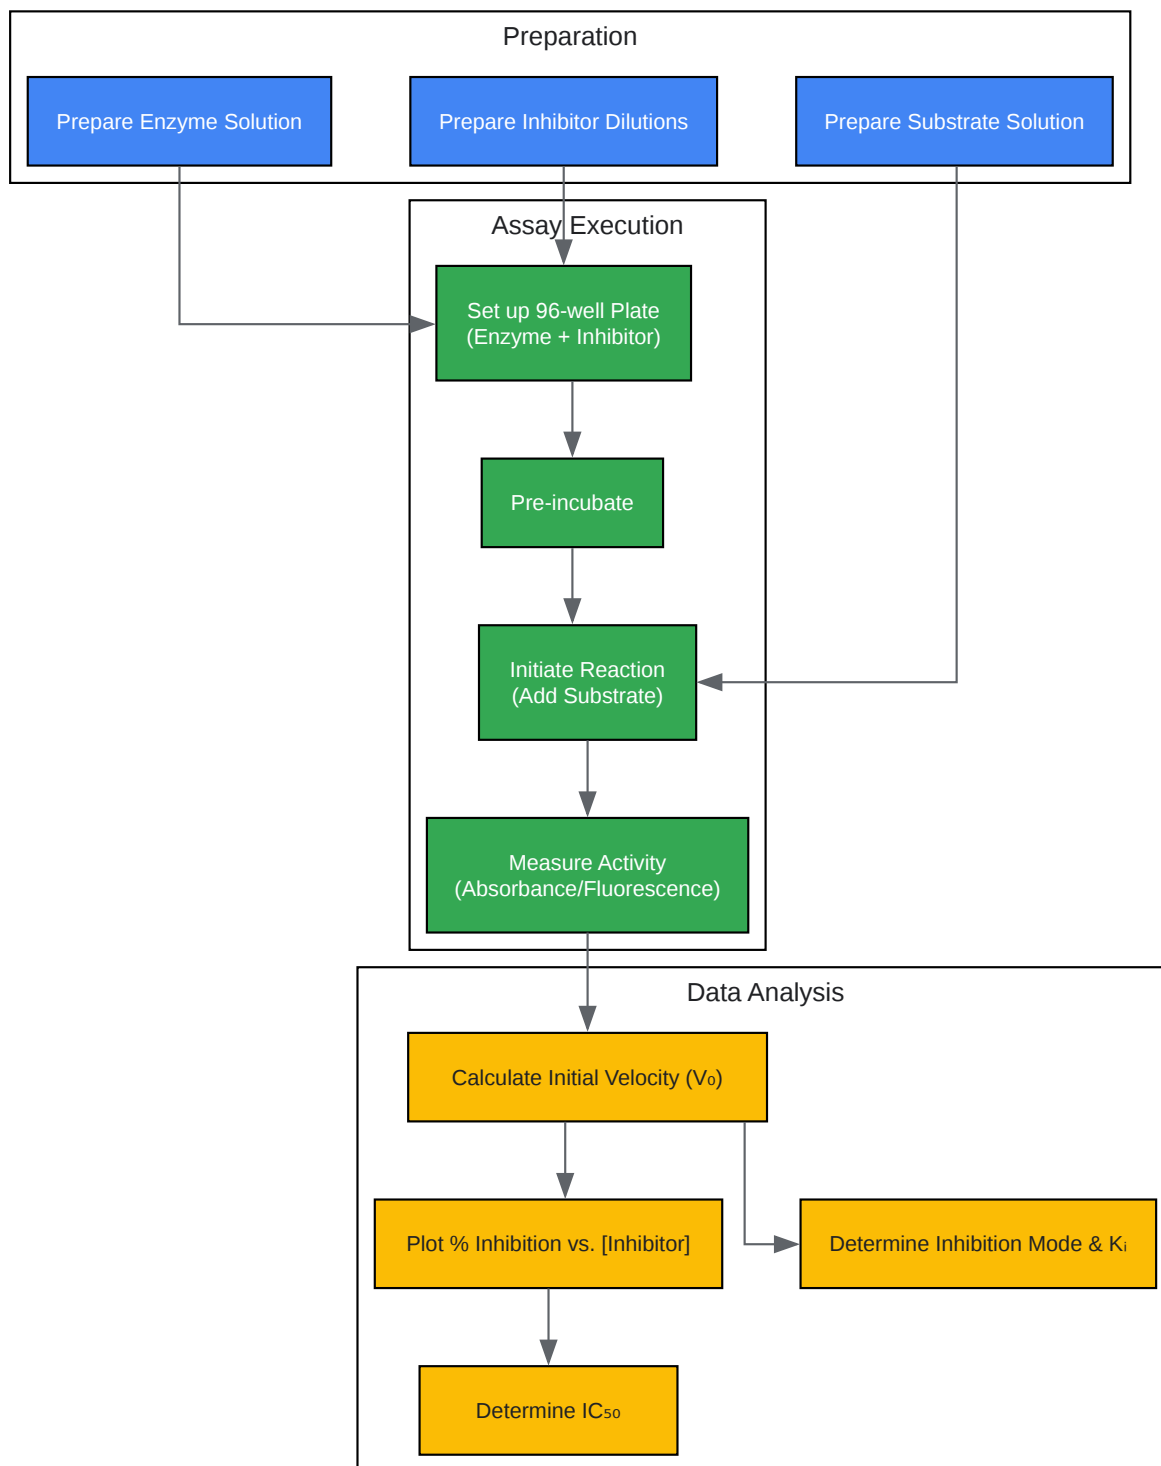 Preparation
Prepare Enzyme Solution
Prepare Inhibitor Dilutions
Prepare Substrate Solution
Assay Execution
Set up 96-well Plate
(Enzyme + Inhibitor)
Pre-incubate
Initiate Reaction
(Add Substrate)
Measure Activity
(Absorbance/Fluorescence)
Data Analysis
Calculate Initial Velocity (V₀)
Plot % Inhibition vs. [Inhibitor]
Determine Inhibition Mode & Kᵢ
Determine IC₅₀